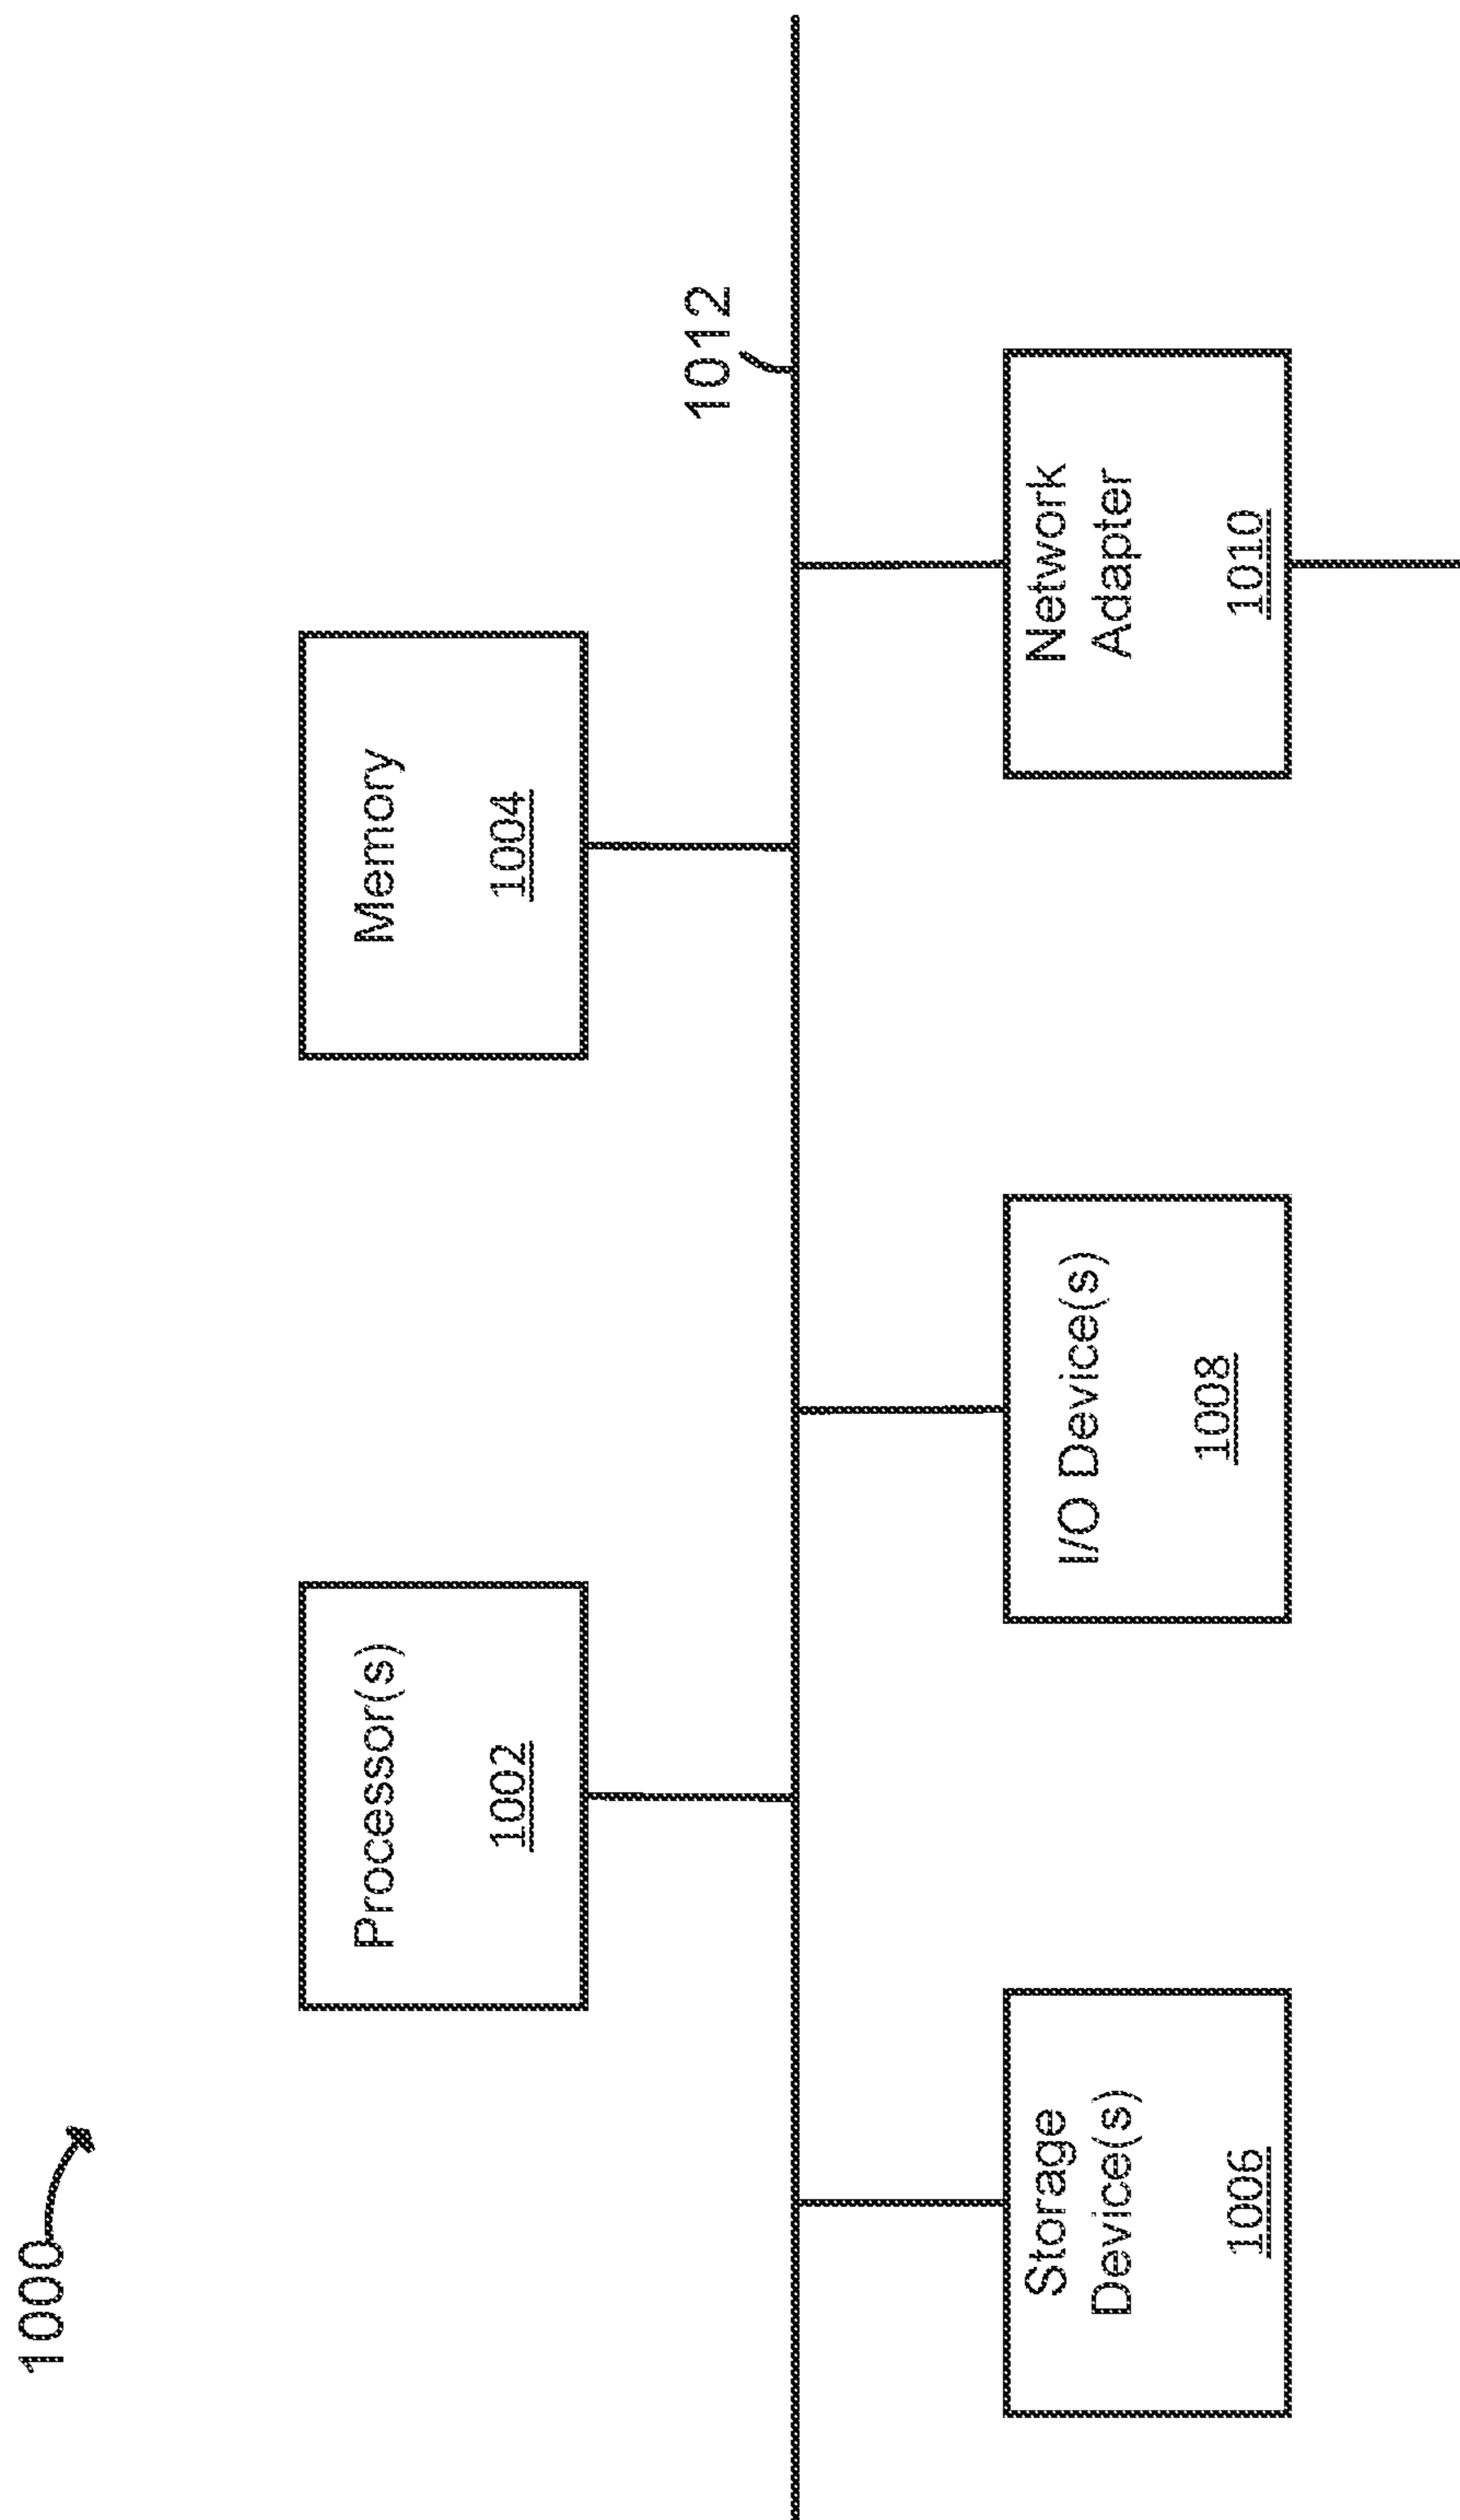 1000
Processor(s)
1002
Memory
1004
1012
Storage
Device(s)
1006
I/O Device(s)
1008
Network
Adapter
1010